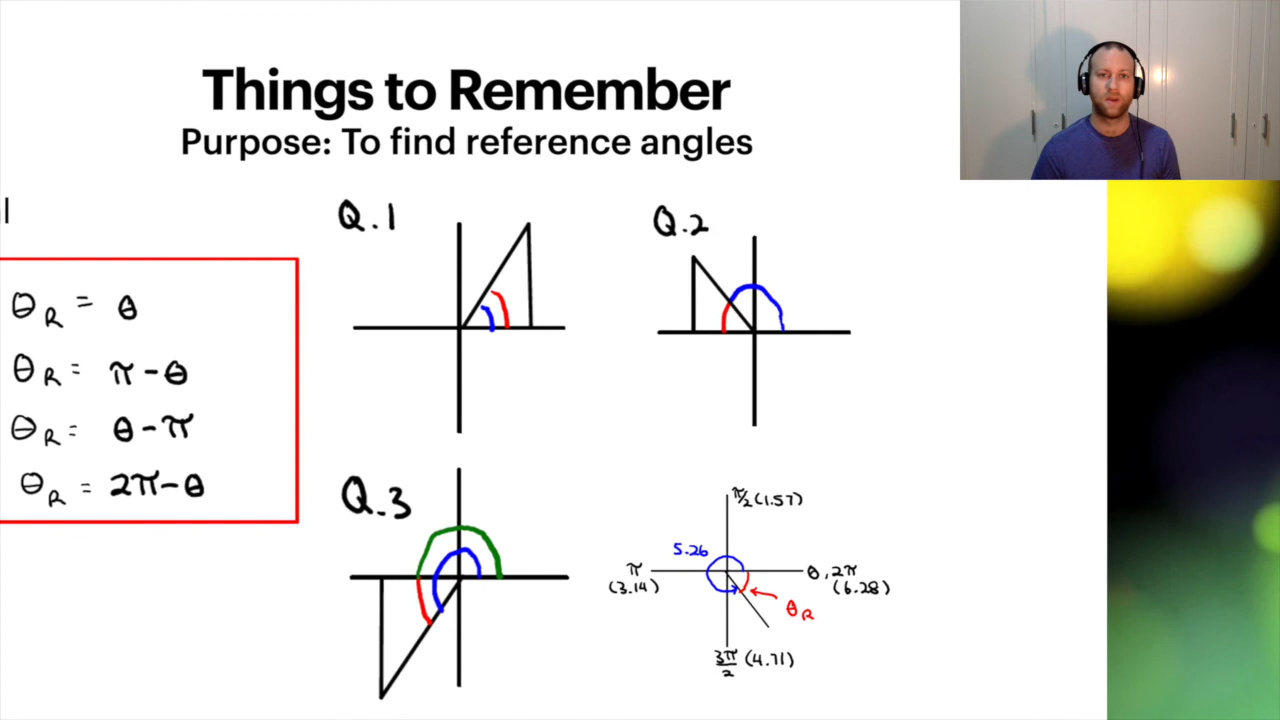 Things to Remember
Purpose: To find reference angles
Q.1
Q.2
θR = θ
θR = π-θ
θR = θ-π
θR = 2π-θ
Q.3
π/2 (1.57)
5.26
π
(3.14)
θ, 2π
(6.28)
θR
3π/2 (4.71)